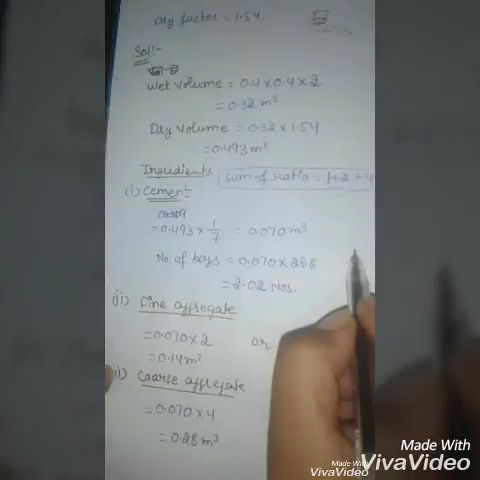 Dry factor = 1.54.
Sol:-
Wet volume = 0.4 x 0.4 x 2
= 0.32 m³
Dry volume = 0.32 x 1.54
= 0.493 m³
Ingredients
sum of ratio = 1+2+4
(i) Cement
= 0.493 x 1/7 = 0.070 m³
No. of bags = 0.070 x 28.8
= 2.02 Nos.
(ii) Fine aggregate
= 0.070 x 2
OR
= 0.14 m³
(iii) Coarse aggregate
= 0.070 x 4
= 0.28 m³
Made With
VivaVideo
Made With
VivaVideo